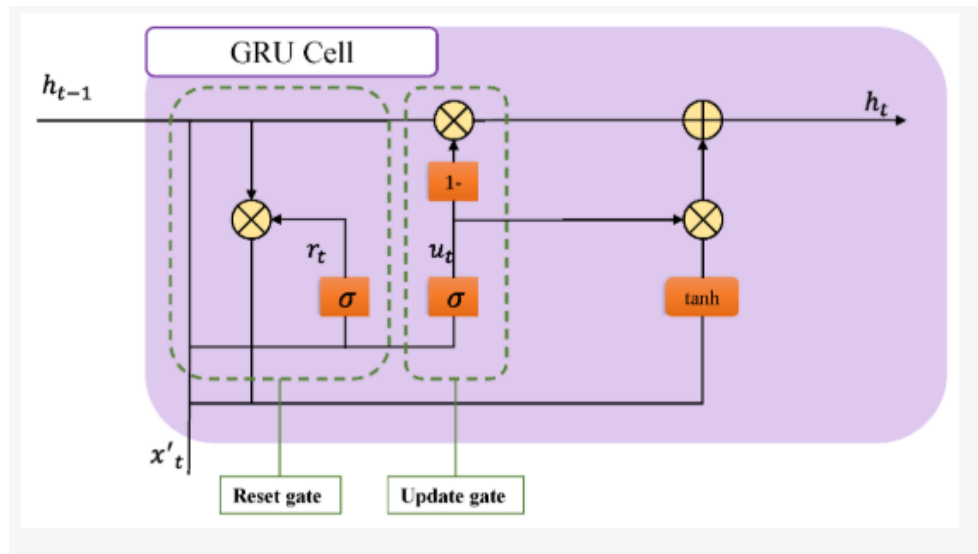 GRU Cell
h_{t−1}
h_t
1-
r_t
u_t
σ
σ
tanh
x'_t
Reset gate
Update gate